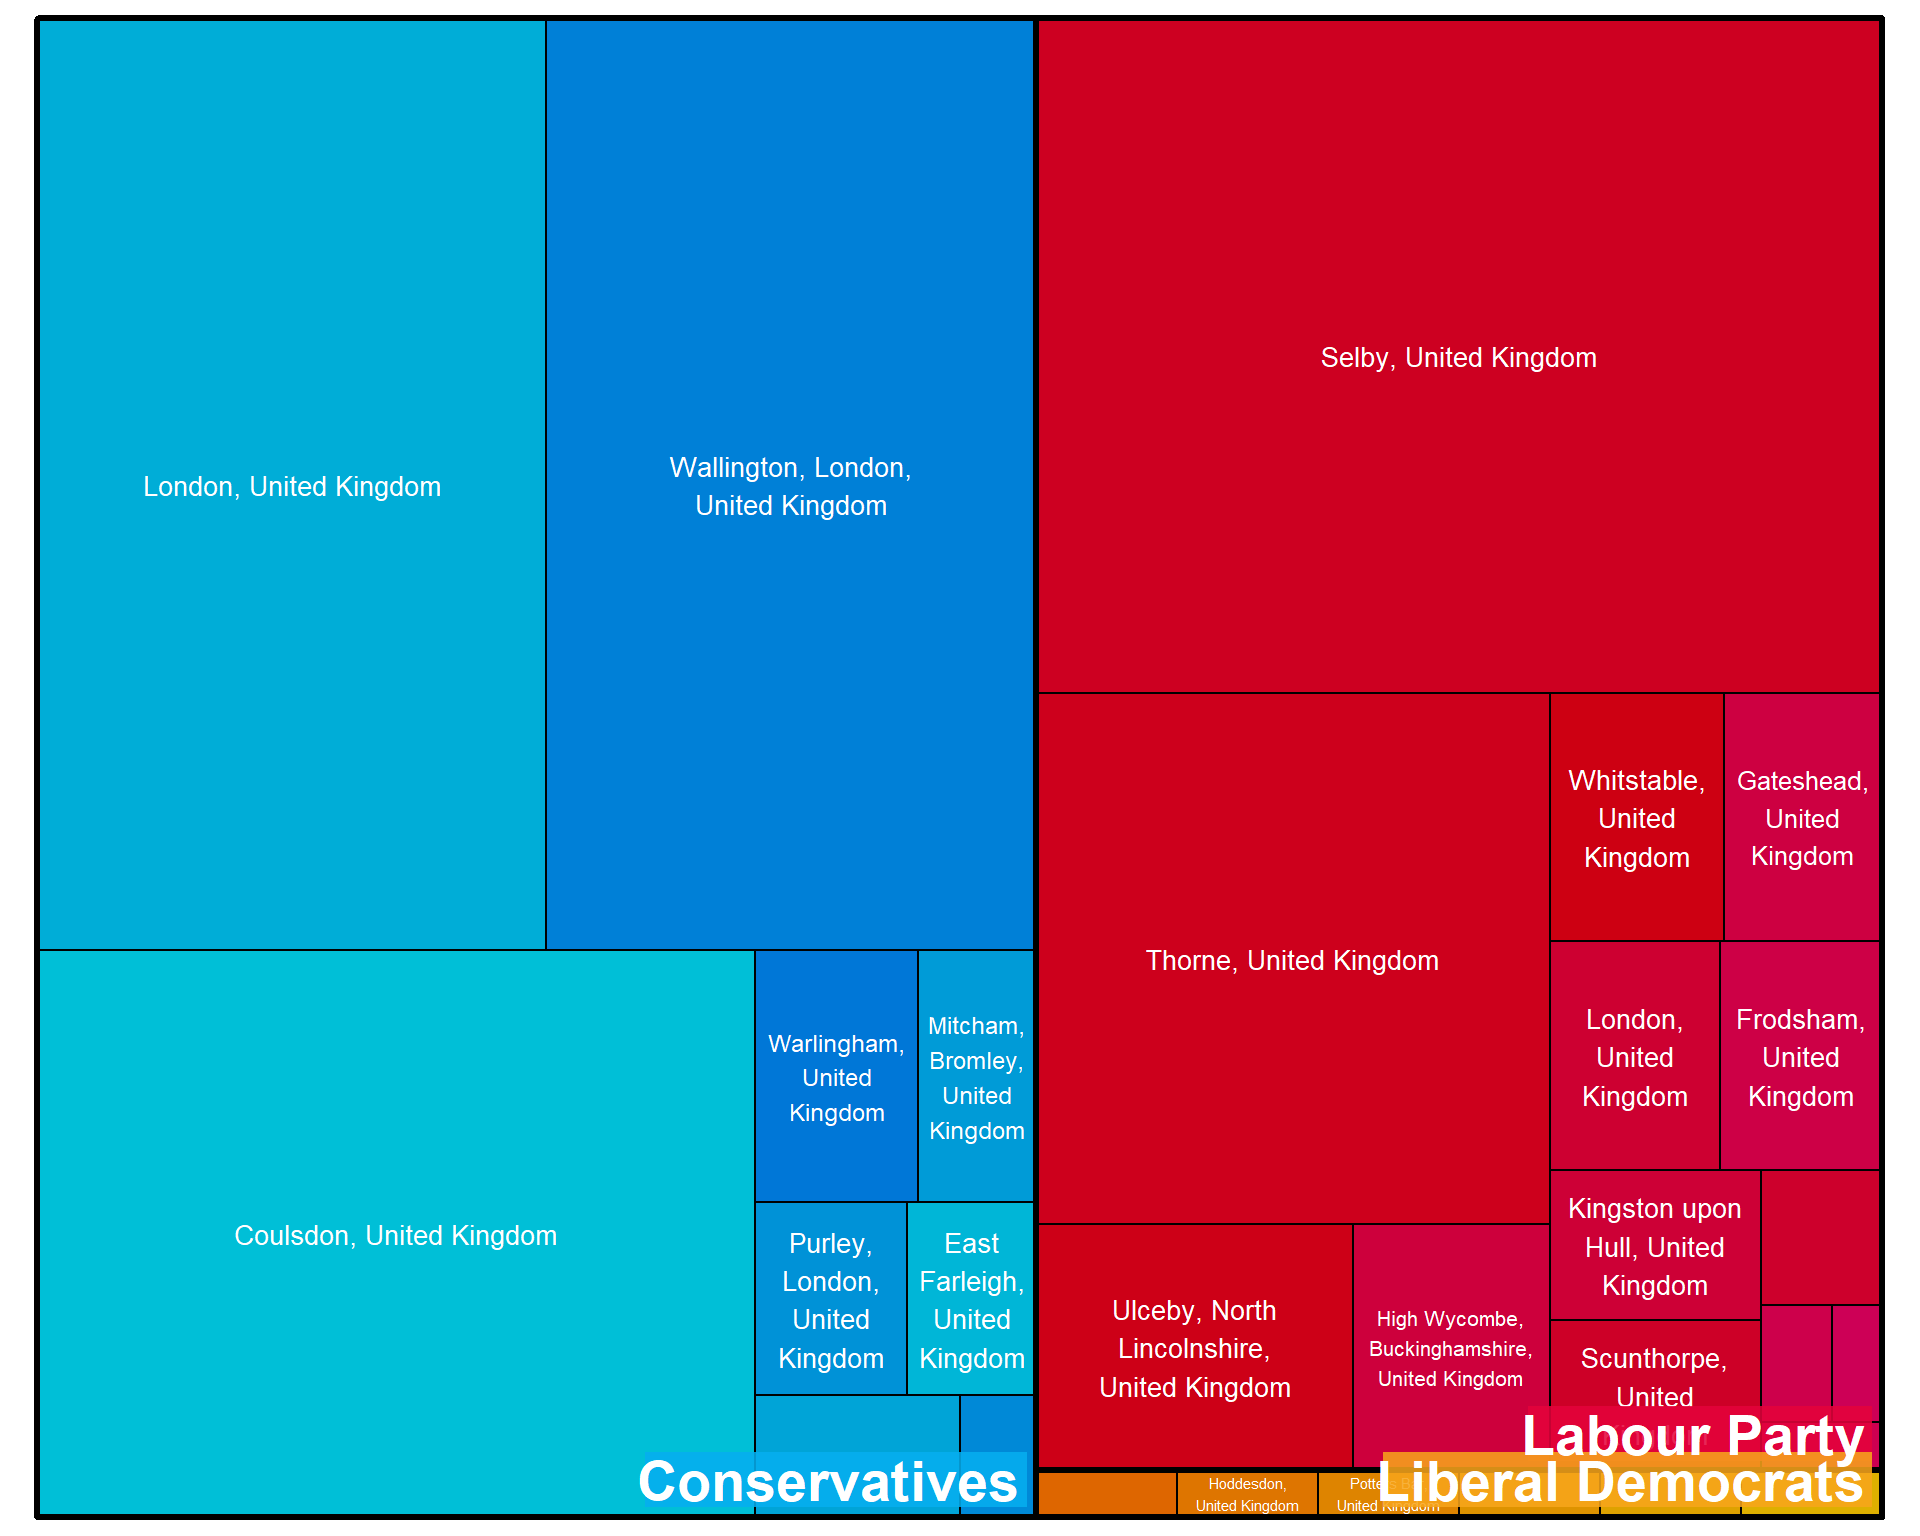 London, United Kingdom
Wallington, London,
United Kingdom
Coulsdon, United Kingdom
Warlingham,
United
Kingdom
Mitcham,
Bromley,
United
Kingdom
Purley,
London,
United
Kingdom
East
Farleigh,
United
Kingdom
Conservatives
Selby, United Kingdom
Thorne, United Kingdom
Whitstable,
United
Kingdom
Gateshead,
United
Kingdom
London,
United
Kingdom
Frodsham,
United
Kingdom
Ulceby, North
Lincolnshire,
United Kingdom
High Wycombe,
Buckinghamshire,
United Kingdom
Kingston upon
Hull, United
Kingdom
Scunthorpe,
United
Labour Party
Hoddesdon,
United Kingdom
United Kingdom
Liberal Democrats